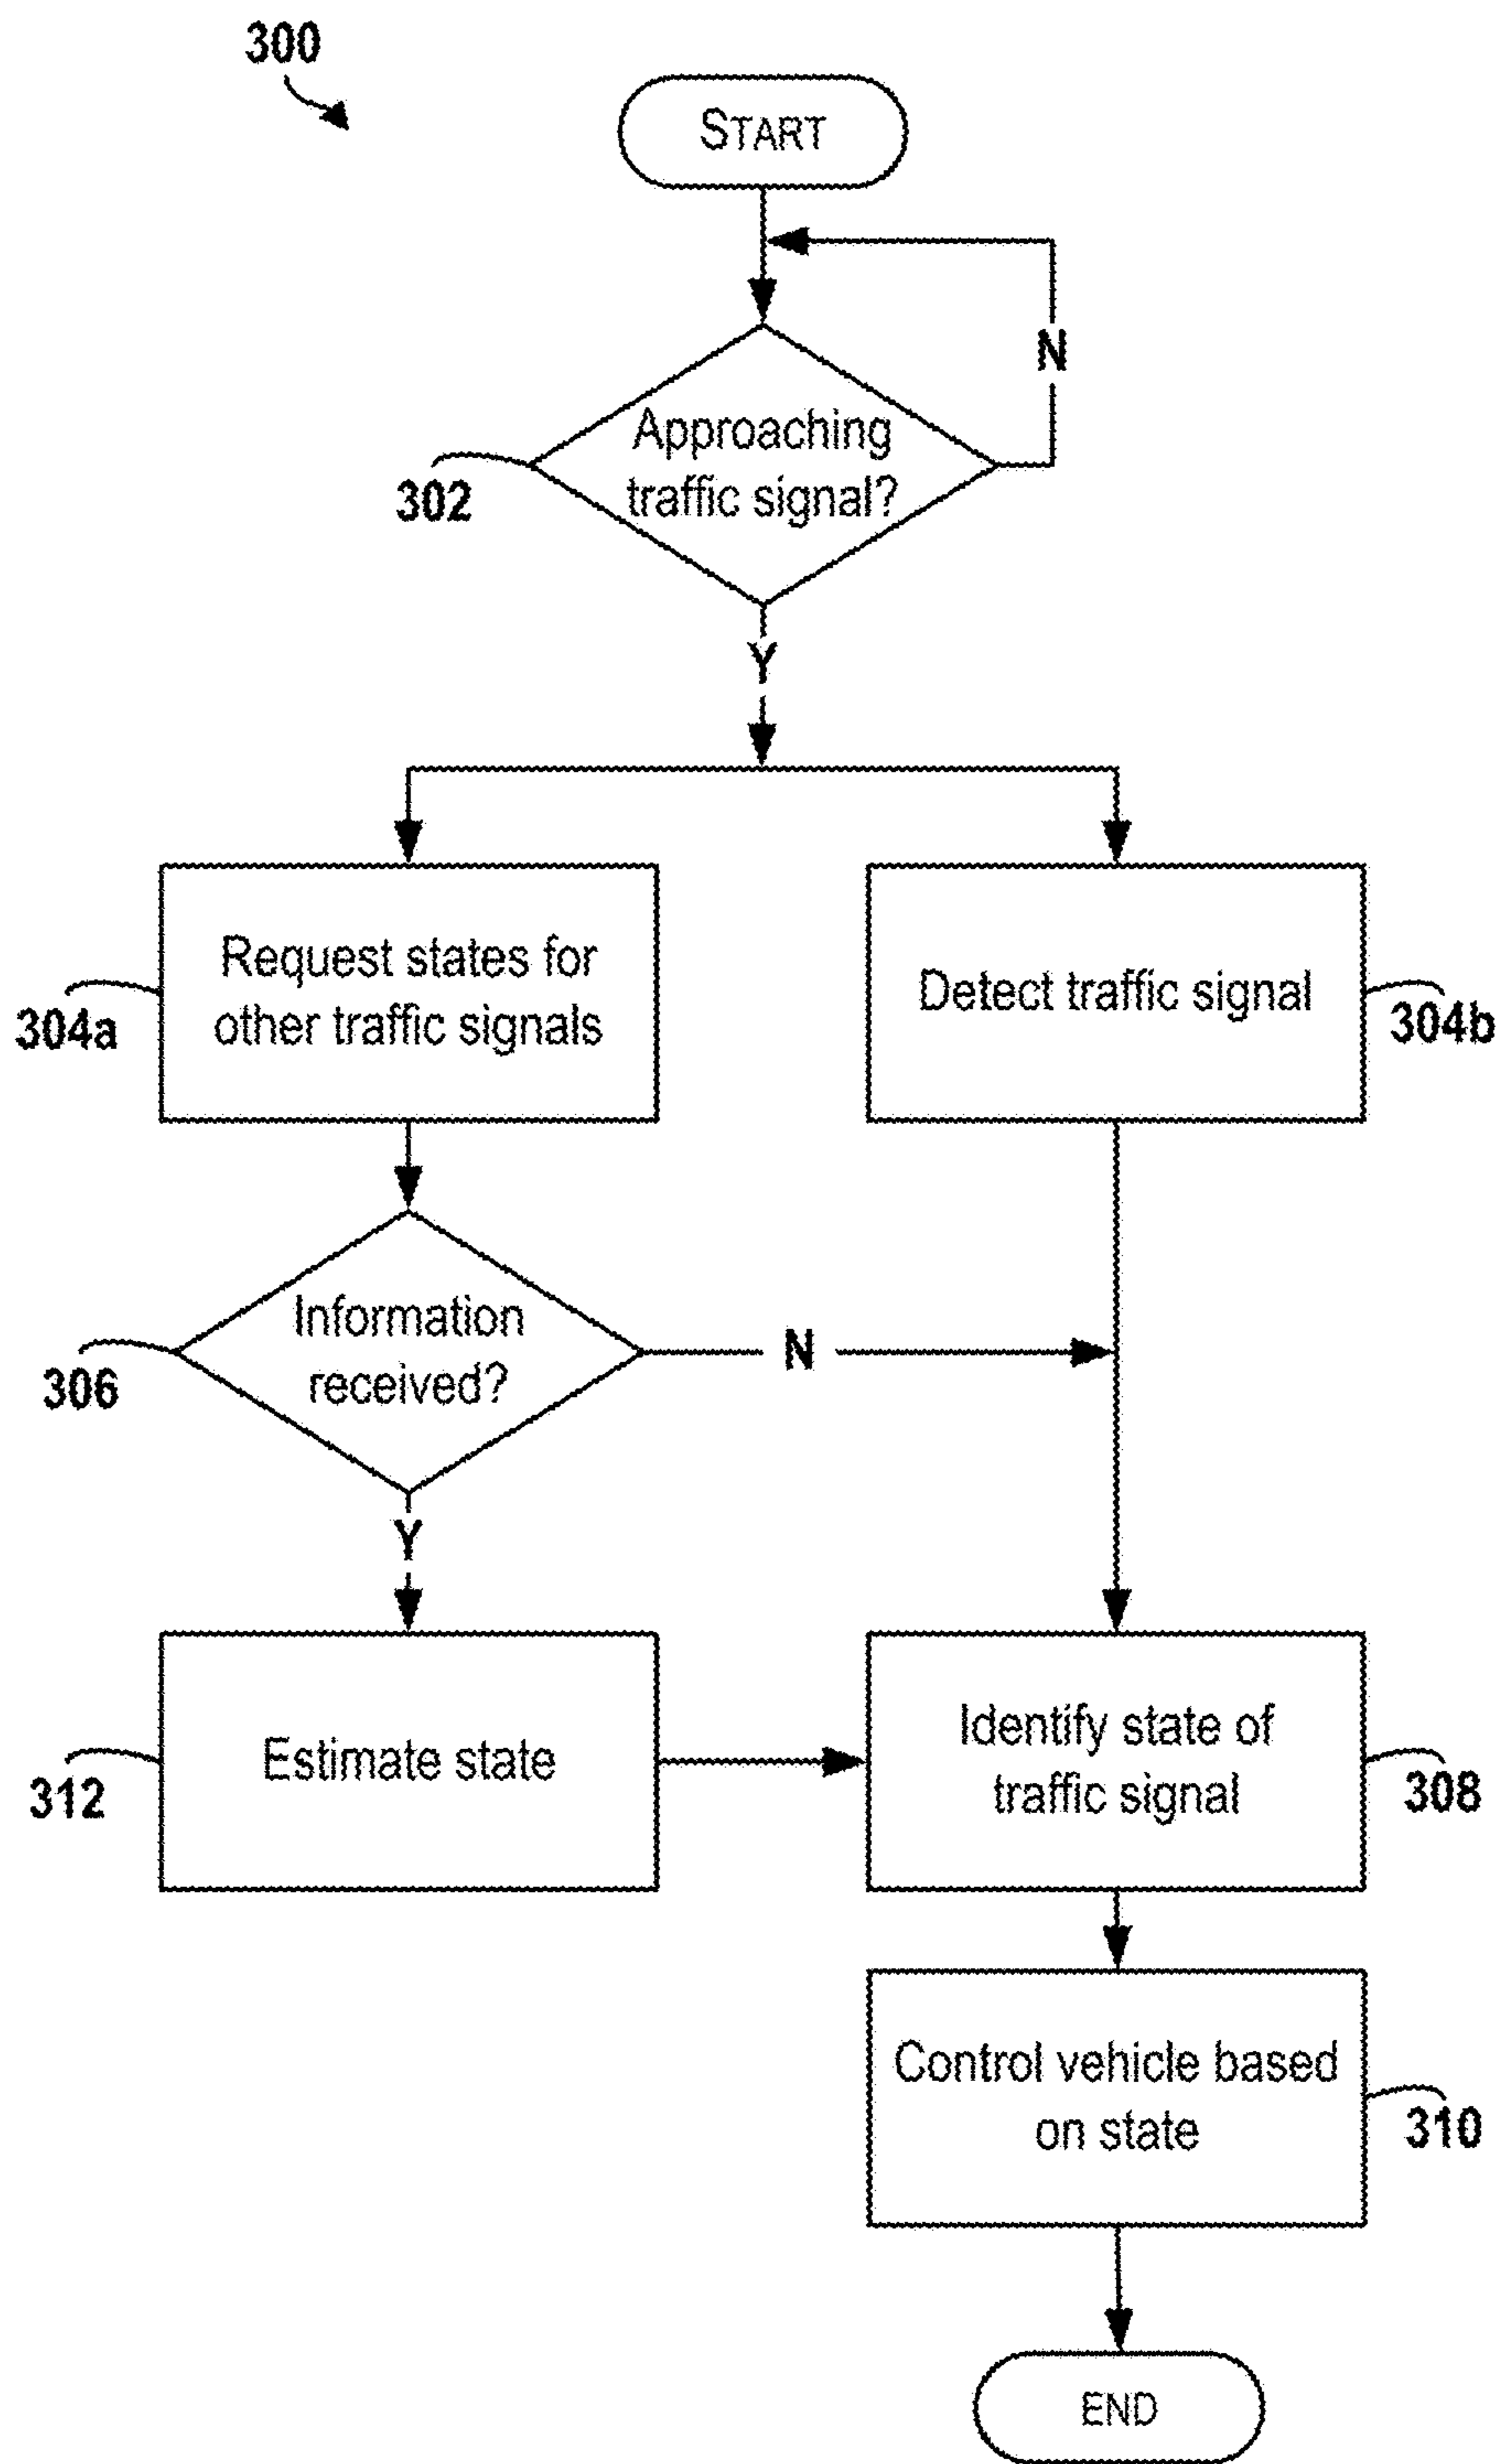 300
START
N
Approaching
traffic signal?
302
Y
Request states for
other traffic signals
304a
Detect traffic signal
304b
Information
received?
306
N
Y
Estimate state
312
Identify state of
traffic signal
308
Control vehicle based
on state
310
END